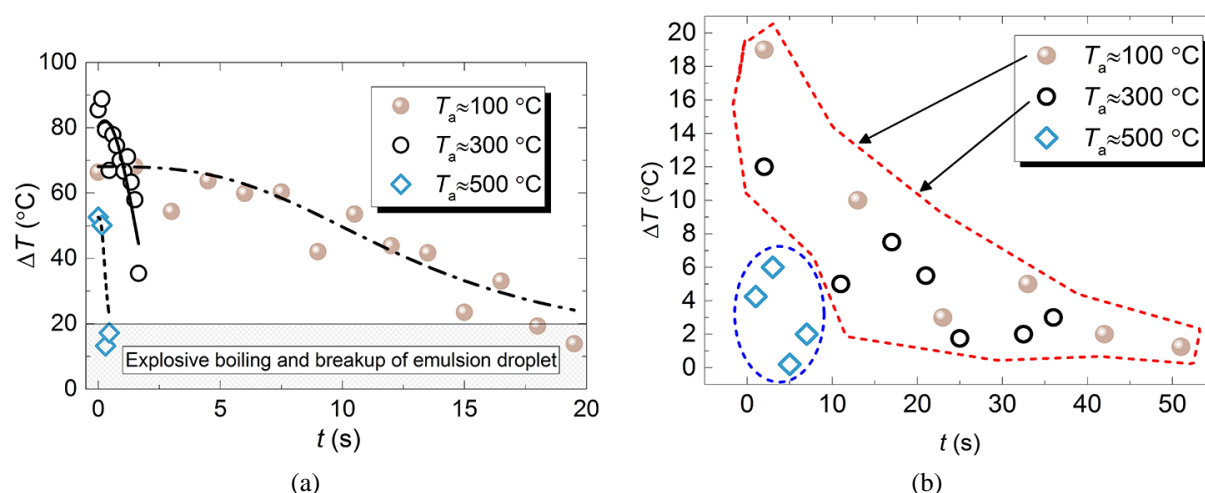 100
80
60
40
20
0
ΔT (°C)
Tₐ≈100 °C
Tₐ≈300 °C
Tₐ≈500 °C
Explosive boiling and breakup of emulsion droplet
0 5 10 15 20
t (s)
(a)
20
18
16
14
12
10
8
6
4
2
0
ΔT (°C)
Tₐ≈100 °C
Tₐ≈300 °C
Tₐ≈500 °C
0 10 20 30 40 50
t (s)
(b)